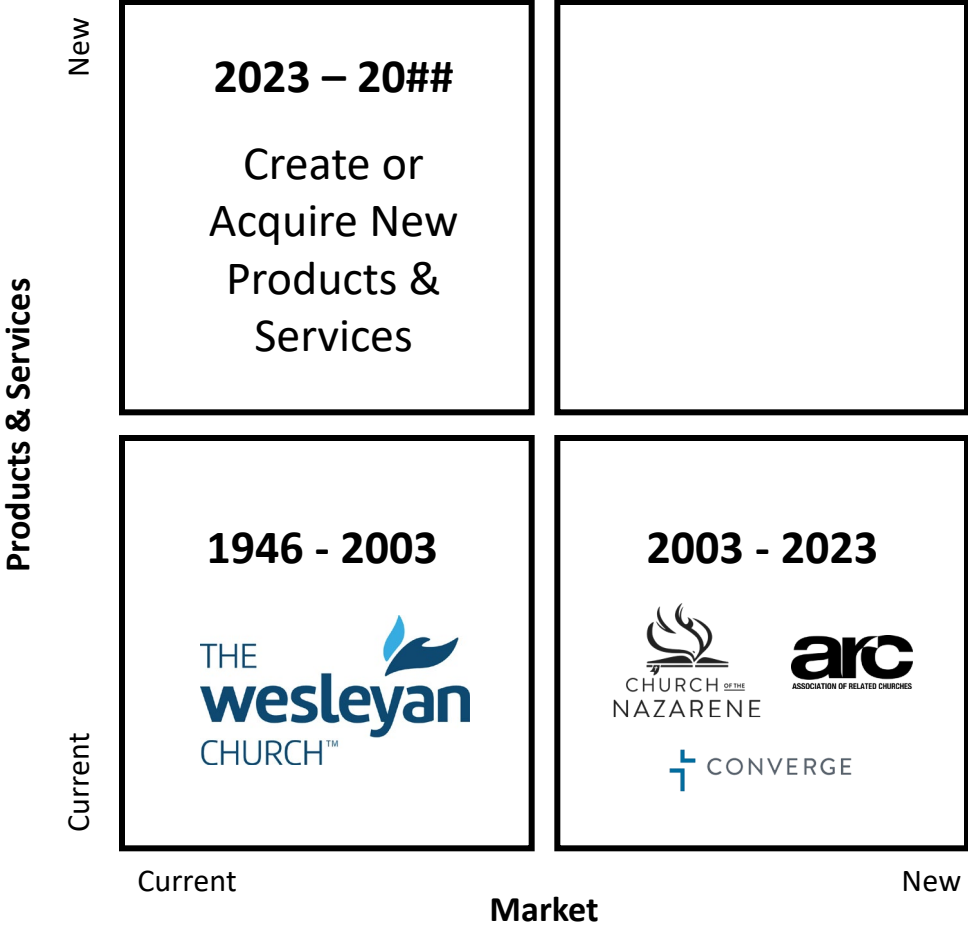 New
2023 – 20##
Create or
Acquire New
Products &
Services
Products & Services
1946 - 2003
THE
wesleyan
CHURCH™
2003 - 2023
CHURCH OF THE
NAZARENE
arc
ASSOCIATION OF RELATED CHURCHES
CONVERGE
Current
Current
New
Market